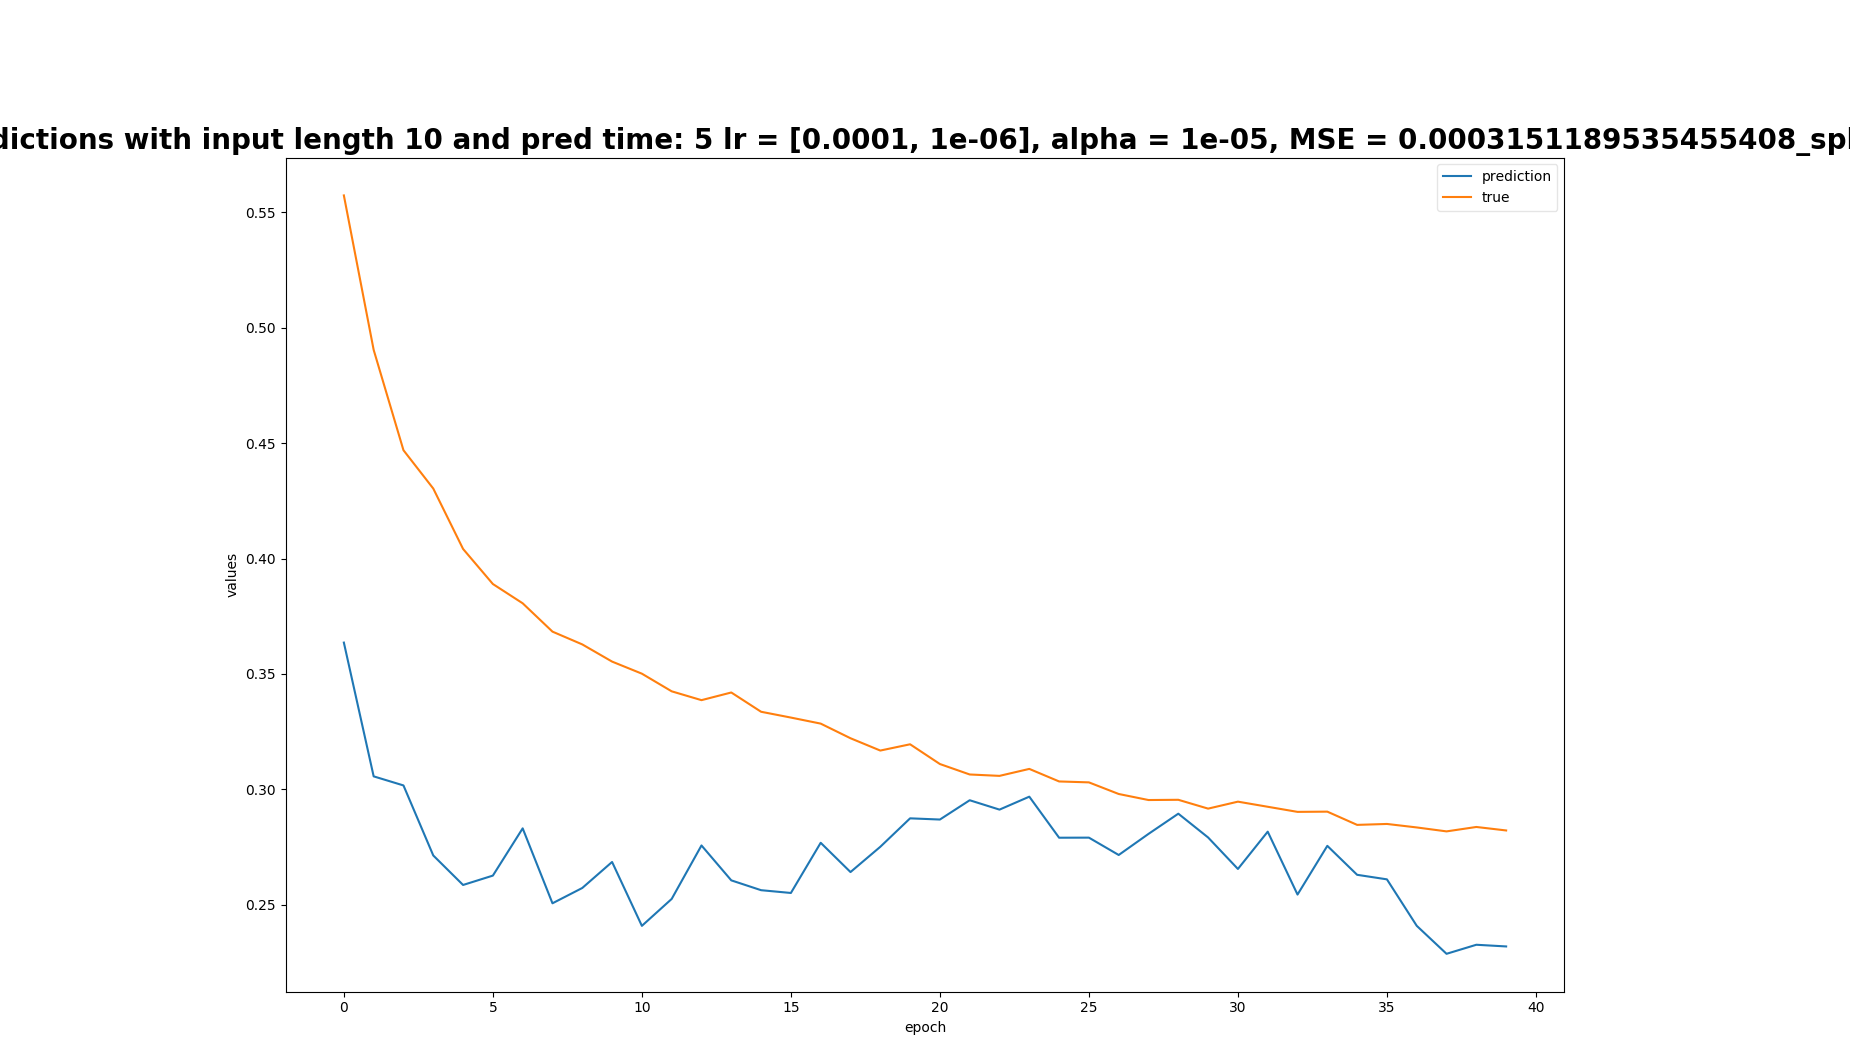 dictions with input length 10 and pred time: 5 lr = [0.0001, 1e-06], alpha = 1e-05, MSE = 0.0003151189535455408_spl
prediction
true
0.55
0.50
0.45
0.40
0.35
0.30
0.25
values
0 5 10 15 20 25 30 35 40
epoch